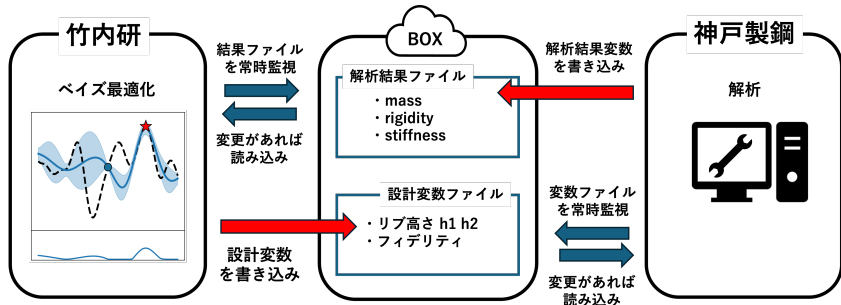 竹内研
ベイズ最適化
結果ファイル
を常時監視
変更があれば
読み込み
設計変数
を書き込み
BOX
解析結果ファイル
・mass
・rigidity
・stiffness
設計変数ファイル
・リブ高さ h1 h2
・フィデリティ
解析結果変数
を書き込み
変数ファイル
を常時監視
変更があれば
読み込み
神戸製鋼
解析